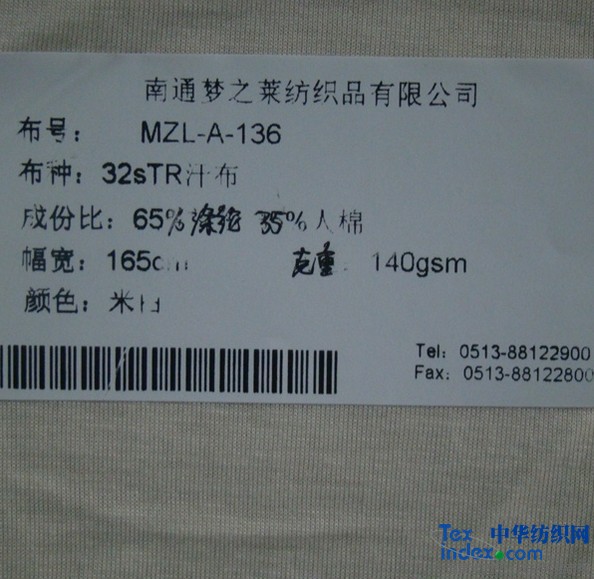 南通梦之莱纺织品有限公司
布号: MZL-A-136
布种: 32sTR汗布
成份比: 65%涤纶 35%人棉
幅宽: 165cm 克重: 140gsm
颜色: 米白
Tel: 0513-88122900
Fax: 0513-88122800
Tex 中华纺织网
index.com